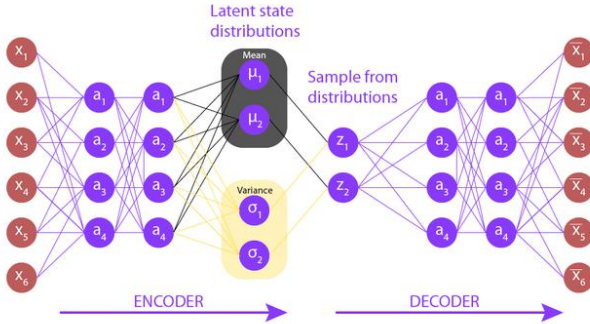 Latent state
distributions
Mean
μ1
μ2
Sample from
distributions
Variance
σ1
σ2
x1
x2
x3
x4
x5
x6
a1
a2
a3
a4
a1
a2
a3
a4
z1
z2
a1
a2
a3
a4
a1
a2
a3
a4
x̅1
x̅2
x̅3
x̅4
x̅5
x̅6
ENCODER
DECODER